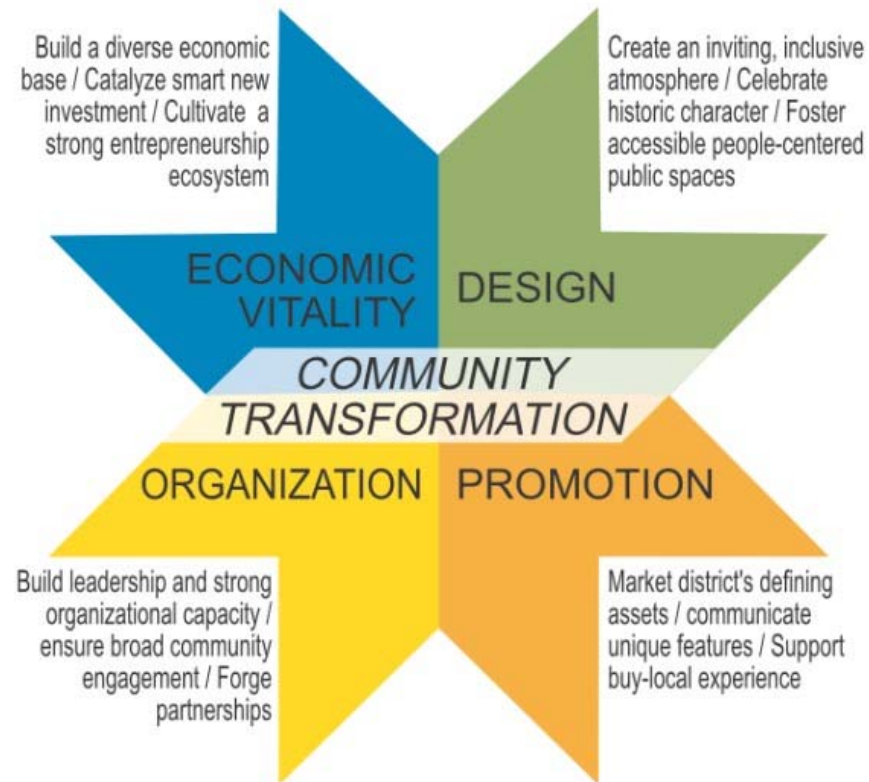 Build a diverse economic
base / Catalyze smart new
investment / Cultivate a
strong entrepreneurship
ecosystem
Create an inviting, inclusive
atmosphere / Celebrate
historic character / Foster
accessible people-centered
public spaces
ECONOMIC
VITALITY
DESIGN
COMMUNITY
TRANSFORMATION
ORGANIZATION
PROMOTION
Build leadership and strong
organizational capacity /
ensure broad community
engagement / Forge
partnerships
Market district's defining
assets / communicate
unique features / Support
buy-local experience